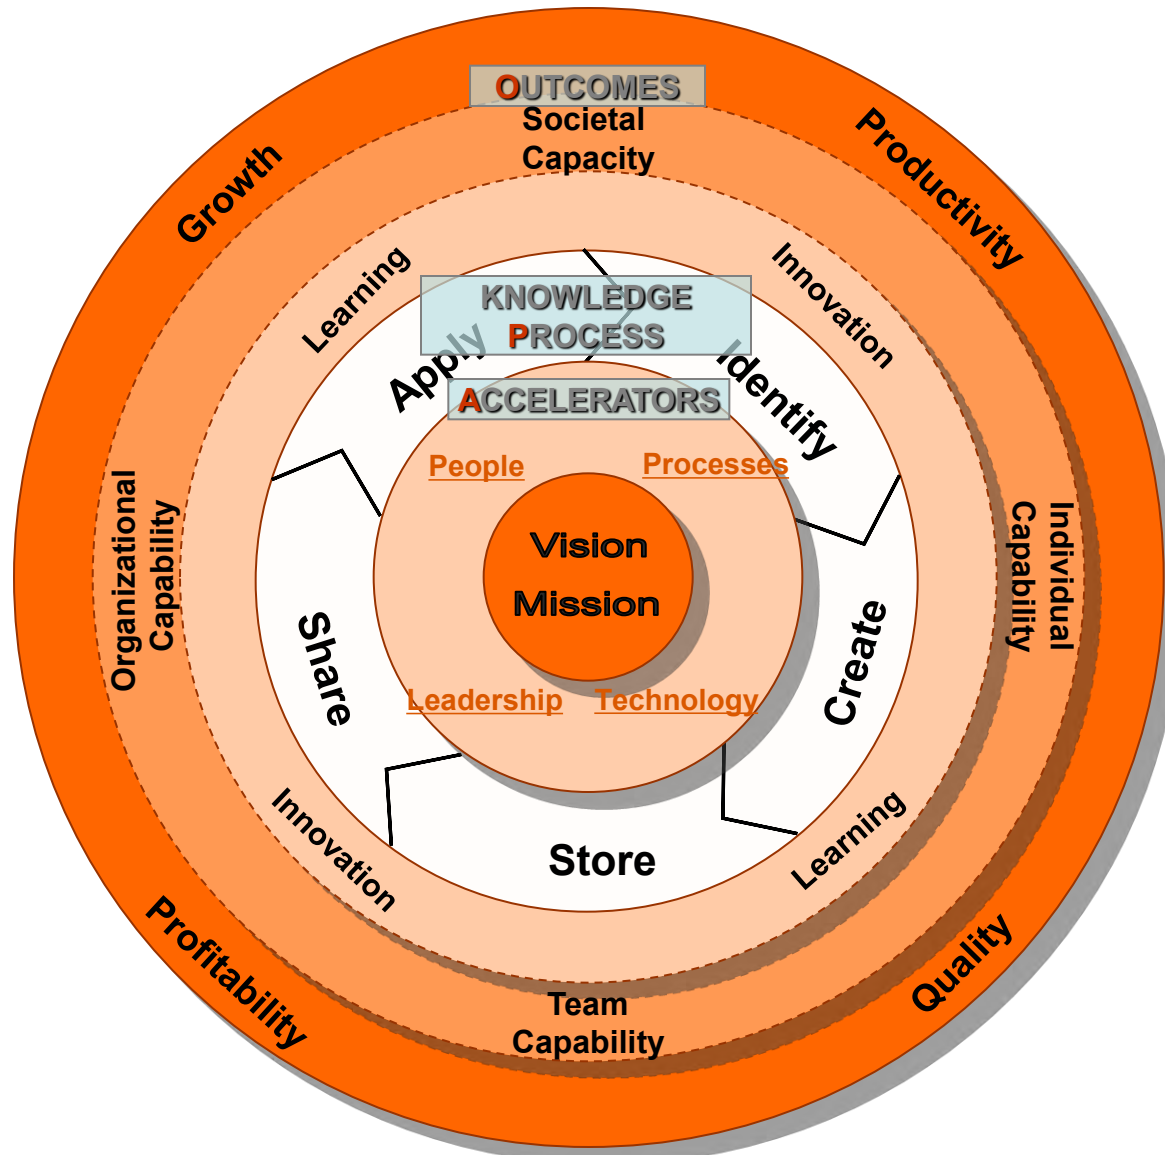 OUTCOMES
Societal
Capacity
Growth
Productivity
Learning
Innovation
KNOWLEDGE
PROCESS
Apply
Identify
ACCELERATORS
People
Processes
Organizational
Capability
Individual
Capability
Vision
Mission
Share
Create
Leadership
Technology
Innovation
Store
Learning
Profitability
Team
Capability
Quality